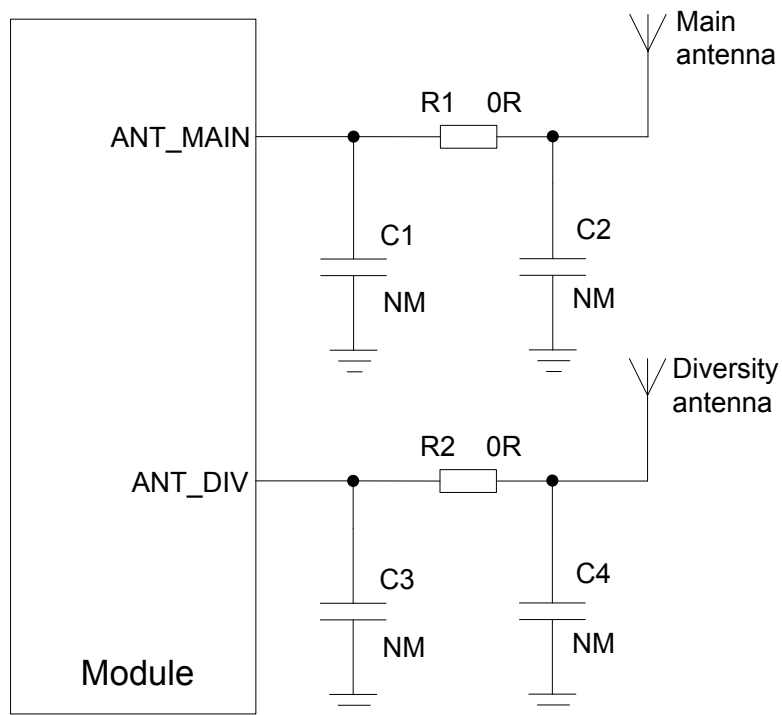 Main
antenna
R1 0R
ANT_MAIN
C1
C2
NM
NM
Diversity
antenna
R2 0R
ANT_DIV
C3
C4
NM
NM
Module